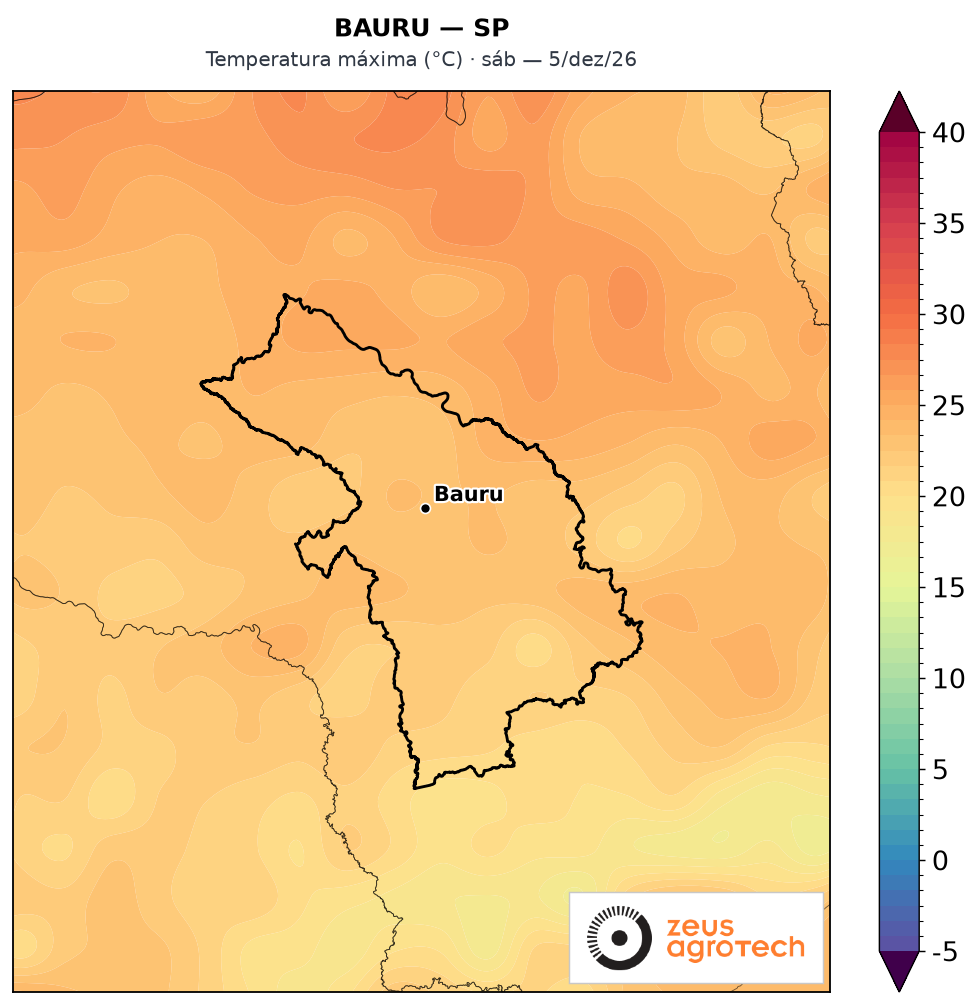 BAURU — SP
Temperatura máxima (°C) · sáb — 5/dez/26
40
35
30
25
20
15
10
5
0
-5
Bauru
zeus
agrotech